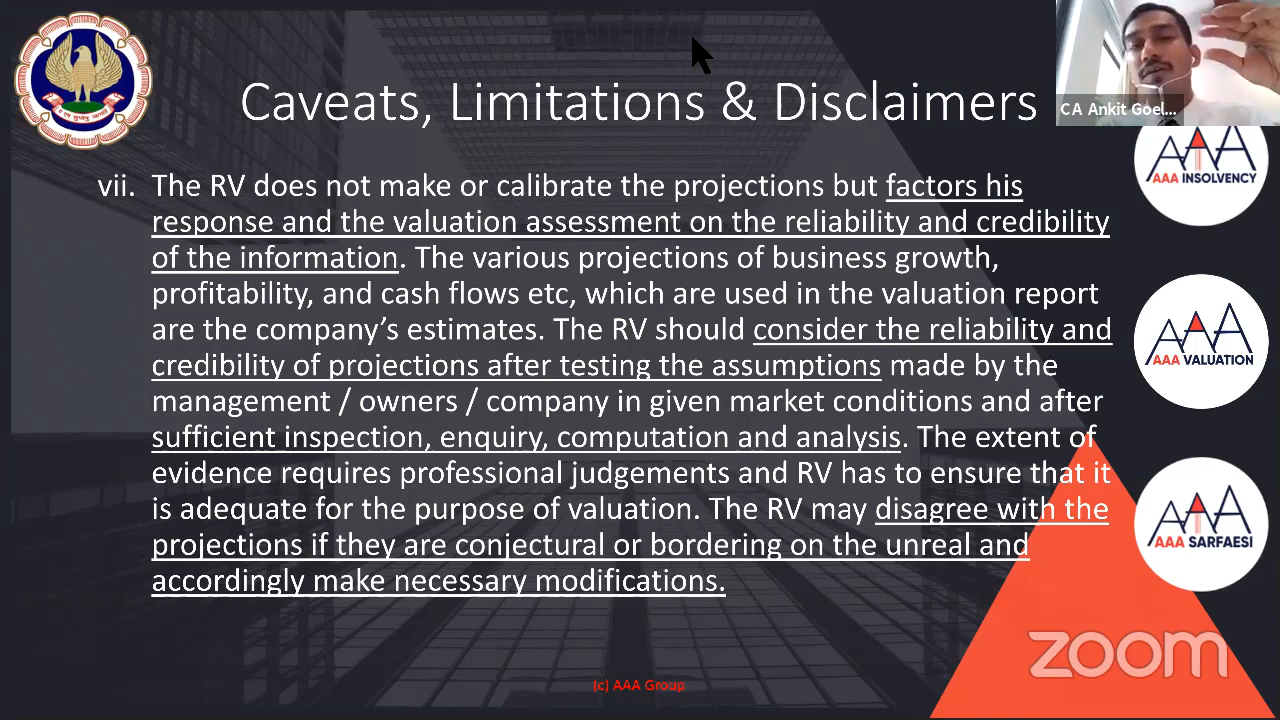 Caveats, Limitations & Disclaimers
CA Ankit Goel...
vii. The RV does not make or calibrate the projections but factors his
response and the valuation assessment on the reliability and credibility
of the information. The various projections of business growth,
profitability, and cash flows etc, which are used in the valuation report
are the company’s estimates. The RV should consider the reliability and
credibility of projections after testing the assumptions made by the
management / owners / company in given market conditions and after
sufficient inspection, enquiry, computation and analysis. The extent of
evidence requires professional judgements and RV has to ensure that it
is adequate for the purpose of valuation. The RV may disagree with the
projections if they are conjectural or bordering on the unreal and
accordingly make necessary modifications.
AAA
AAA INSOLVENCY
AAA
AAA VALUATION
AAA
AAA SARFAESI
zoom
(c) AAA Group